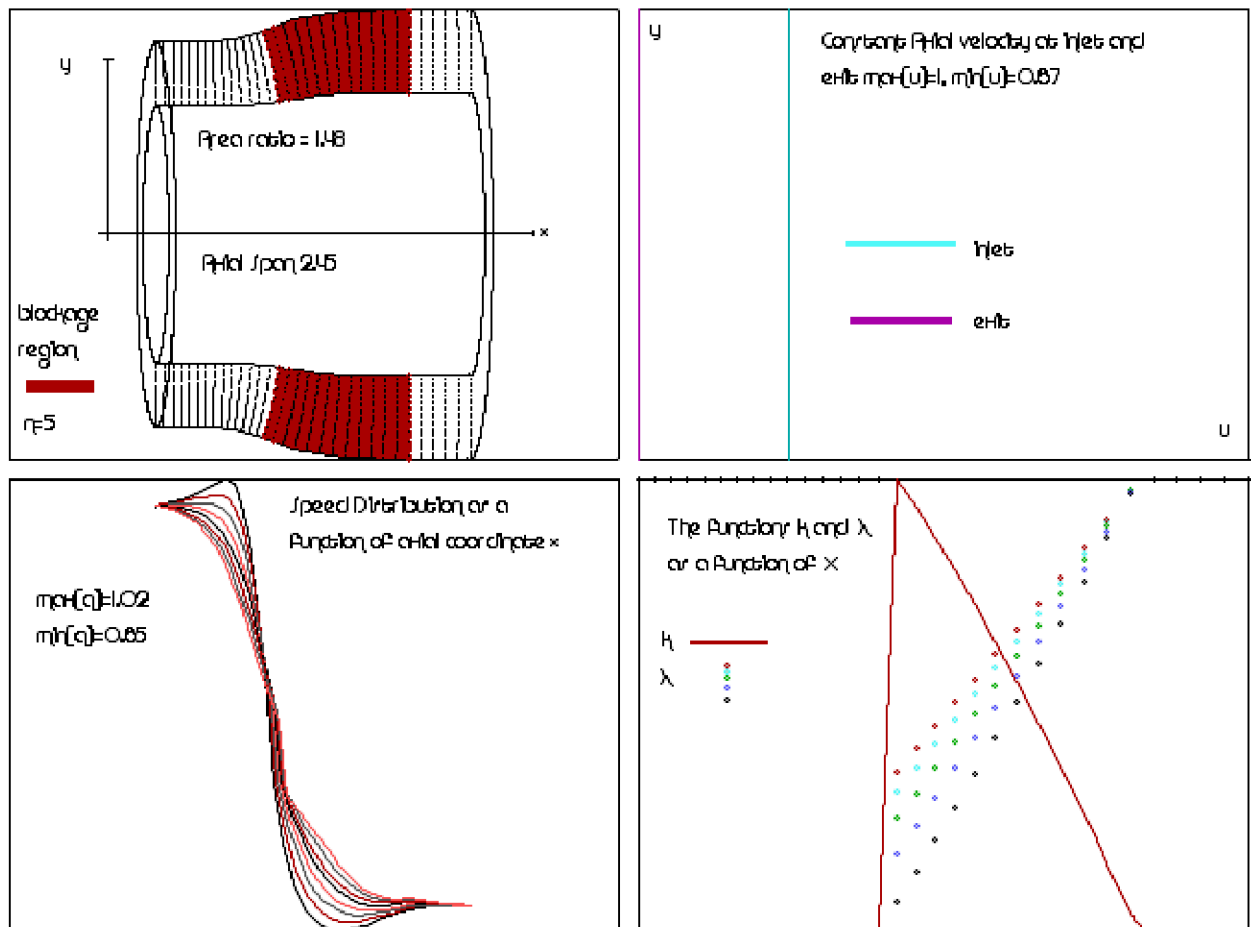 y
Area ratio = 1.48
x
Axial Span 2.45
blockage
region
n=5
y
Constant Axial velocity at inlet and
exit max(u)=1, min(u)=0.67
inlet
exit
u
Speed Distribution as a
function of axial coordinate x
max(q)=1.02
min(q)=0.65
The functions k and λ
as a function of X
k
λ